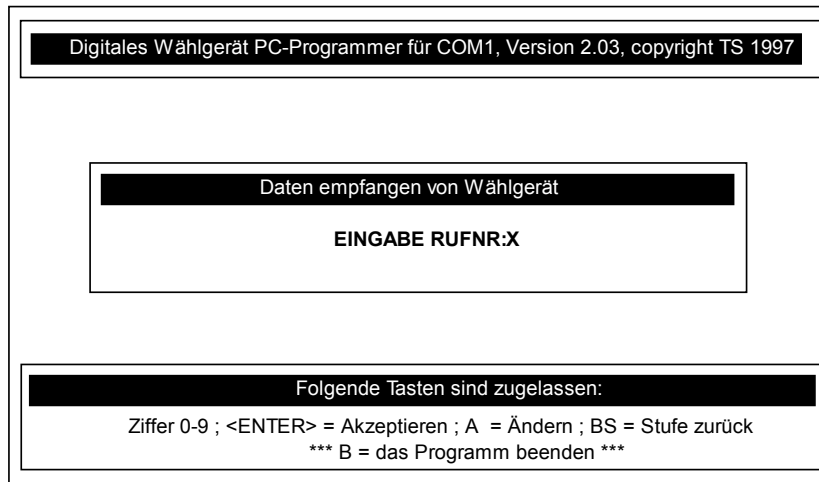 Digitales Wählgerät PC-Programmer für COM1, Version 2.03, copyright TS 1997
Daten empfangen von Wählgerät
EINGABE RUFNR:X
Folgende Tasten sind zugelassen:
Ziffer 0-9 ; <ENTER> = Akzeptieren ; A = Ändern ; BS = Stufe zurück
*** B = das Programm beenden ***